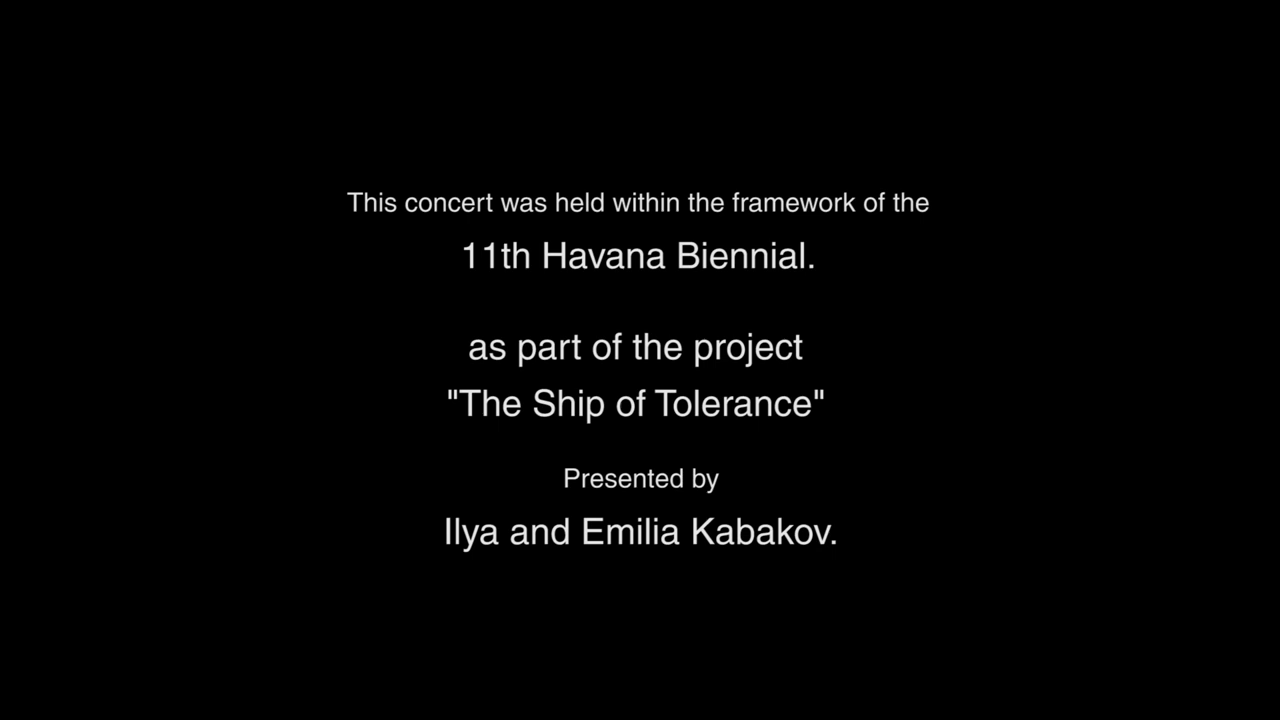 This concert was held within the framework of the
11th Havana Biennial.
as part of the project
"The Ship of Tolerance"
Presented by
Ilya and Emilia Kabakov.